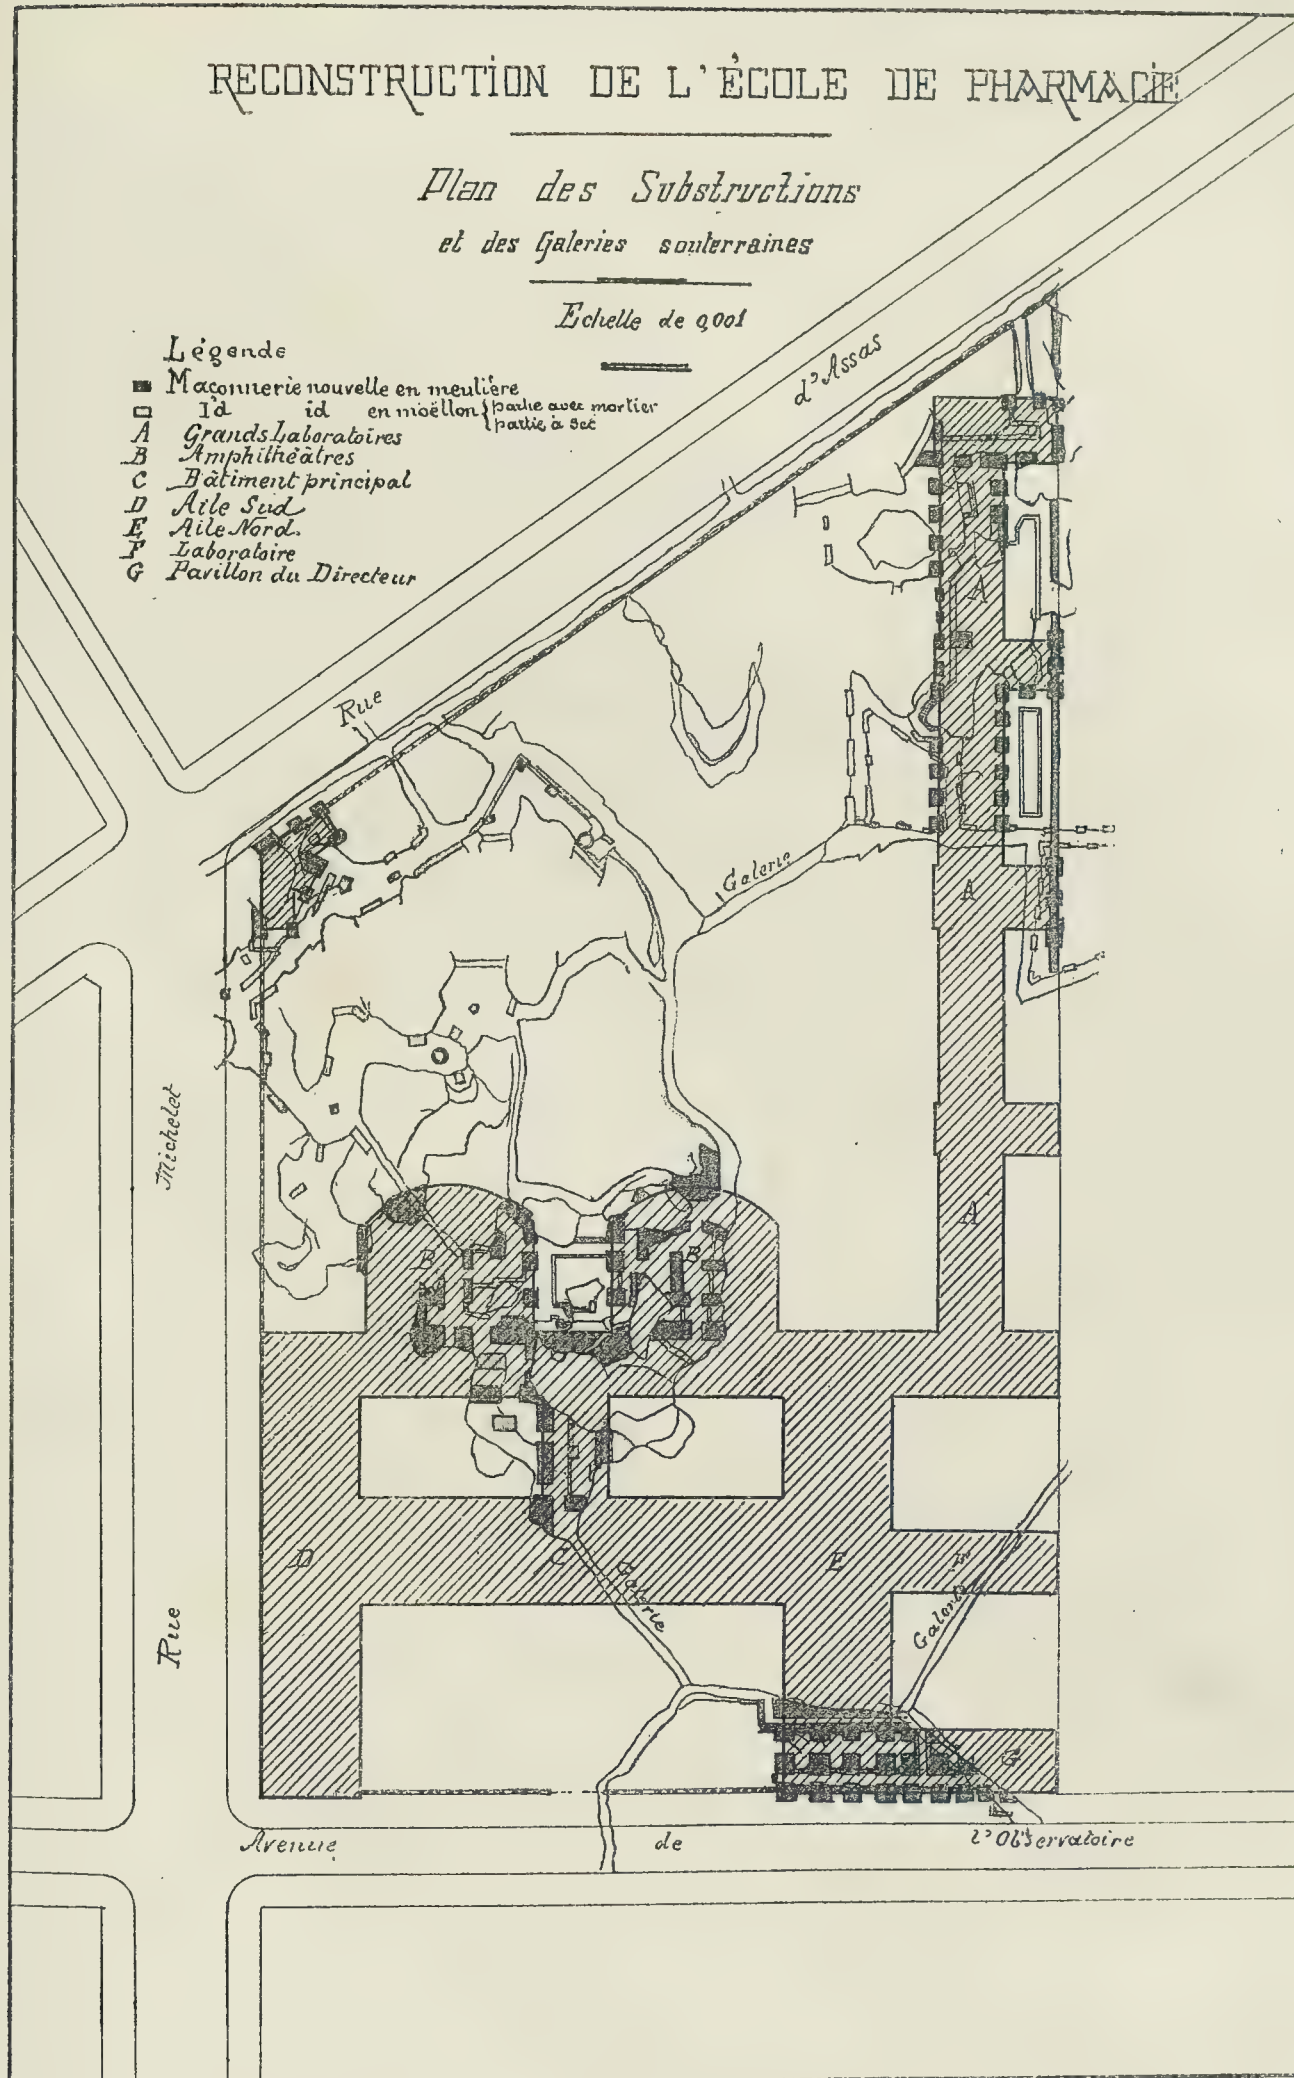 RECONSTRUCTION DE L'ÉCOLE DE PHARMACIE
Plan des Substructions
et des Galeries souterraines
Echelle de 0,001
Légende
Maçonnerie nouvelle en meulière
Id id en moëllon { partie avec mortier
partie à sec
A Grands Laboratoires
B Amphithéâtres
C Bâtiment principal
D Aile Sud
E Aile Nord.
F Laboratoire
G Pavillon du Directeur
Rue d'Assas
A
Galerie
A
A
B B
D C E F
Galerie
Galerie
G
Rue Michelet
Avenue de l'Observatoire